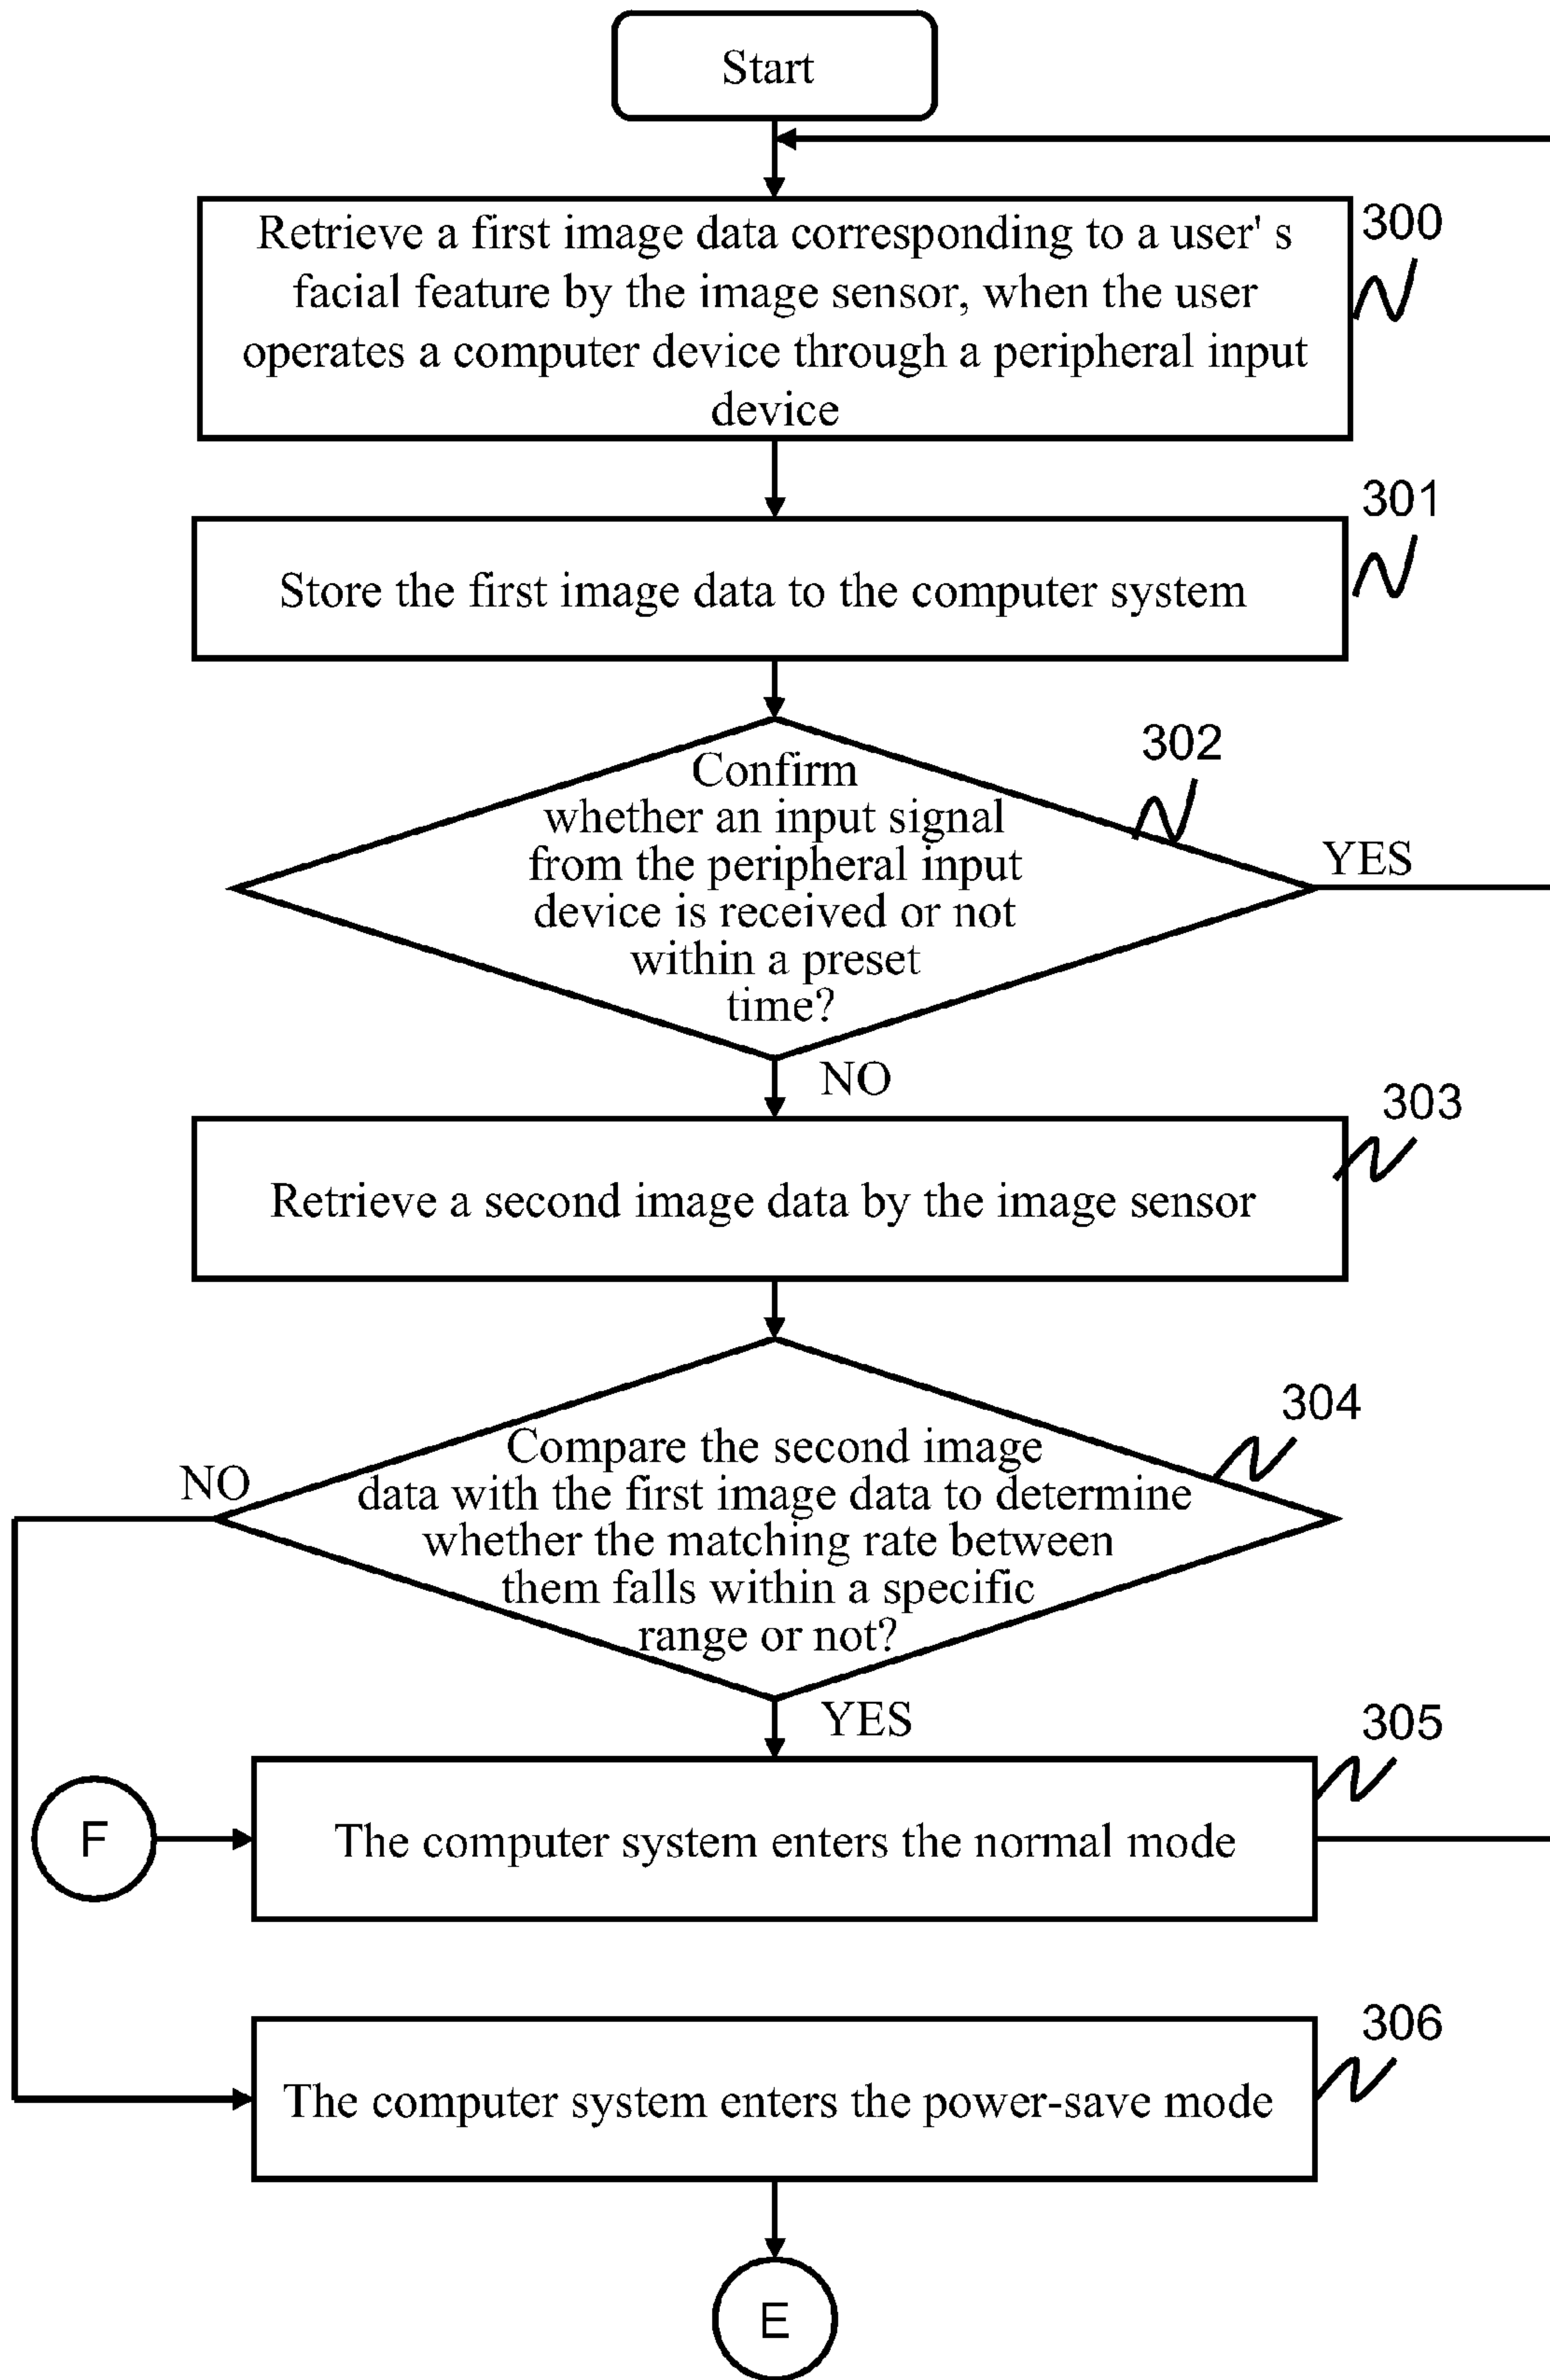 Start
Retrieve a first image data corresponding to a user' s
facial feature by the image sensor, when the user
operates a computer device through a peripheral input
device
300
Store the first image data to the computer system
301
Confirm
whether an input signal
from the peripheral input
device is received or not
within a preset
time?
302
YES
NO
Retrieve a second image data by the image sensor
303
Compare the second image
data with the first image data to determine
whether the matching rate between
them falls within a specific
range or not?
304
NO
YES
F
The computer system enters the normal mode
305
The computer system enters the power-save mode
306
E